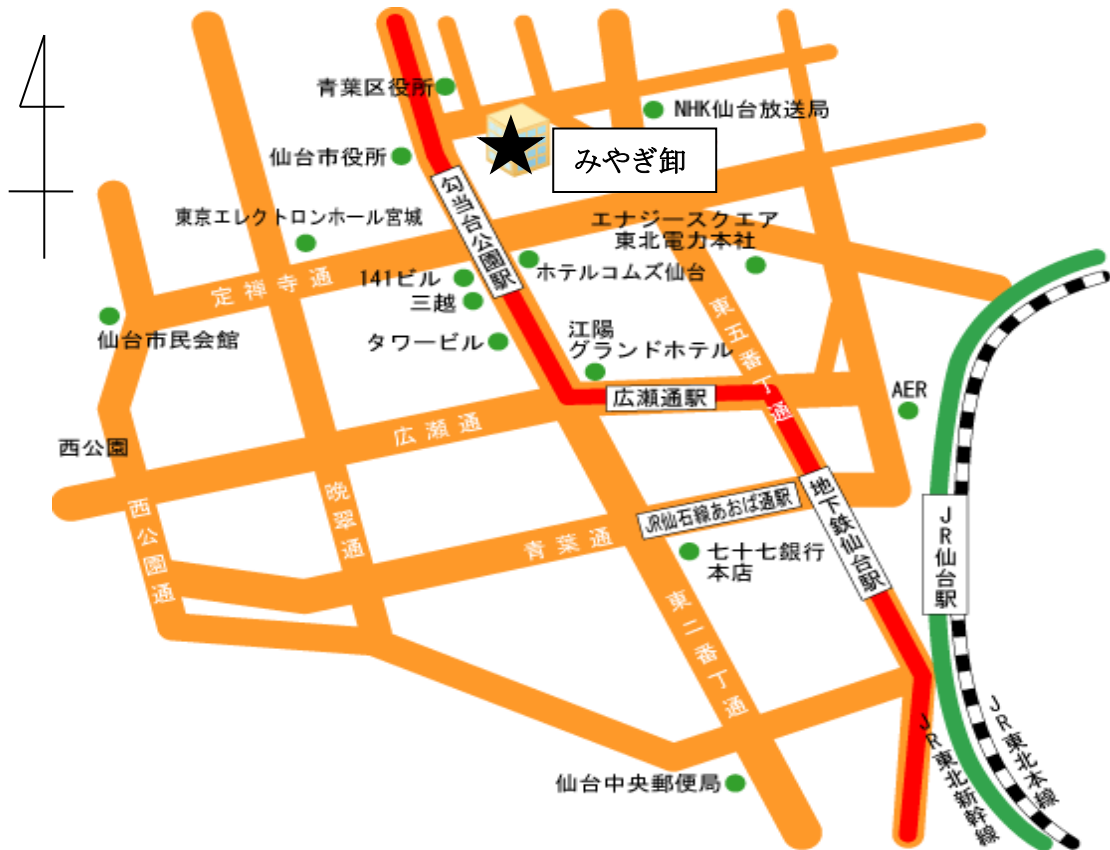 青葉区役所
NHK仙台放送局
仙台市役所
みやぎ卸
勾当台公園駅
東京エレクトロンホール宮城
エナジースクエア
東北電力本社
141ビル
ホテルコムズ仙台
定禅寺通
三越
仙台市民会館
タワービル
江陽
グランドホテル
東五番丁通
広瀬通駅
AER
広瀬通
西公園
晩翠通
西公園通
JR仙石線あおば通駅
地下鉄仙台駅
JR仙台駅
青葉通
七十七銀行
本店
東二番丁通
仙台中央郵便局
JR東北新幹線
JR東北本線